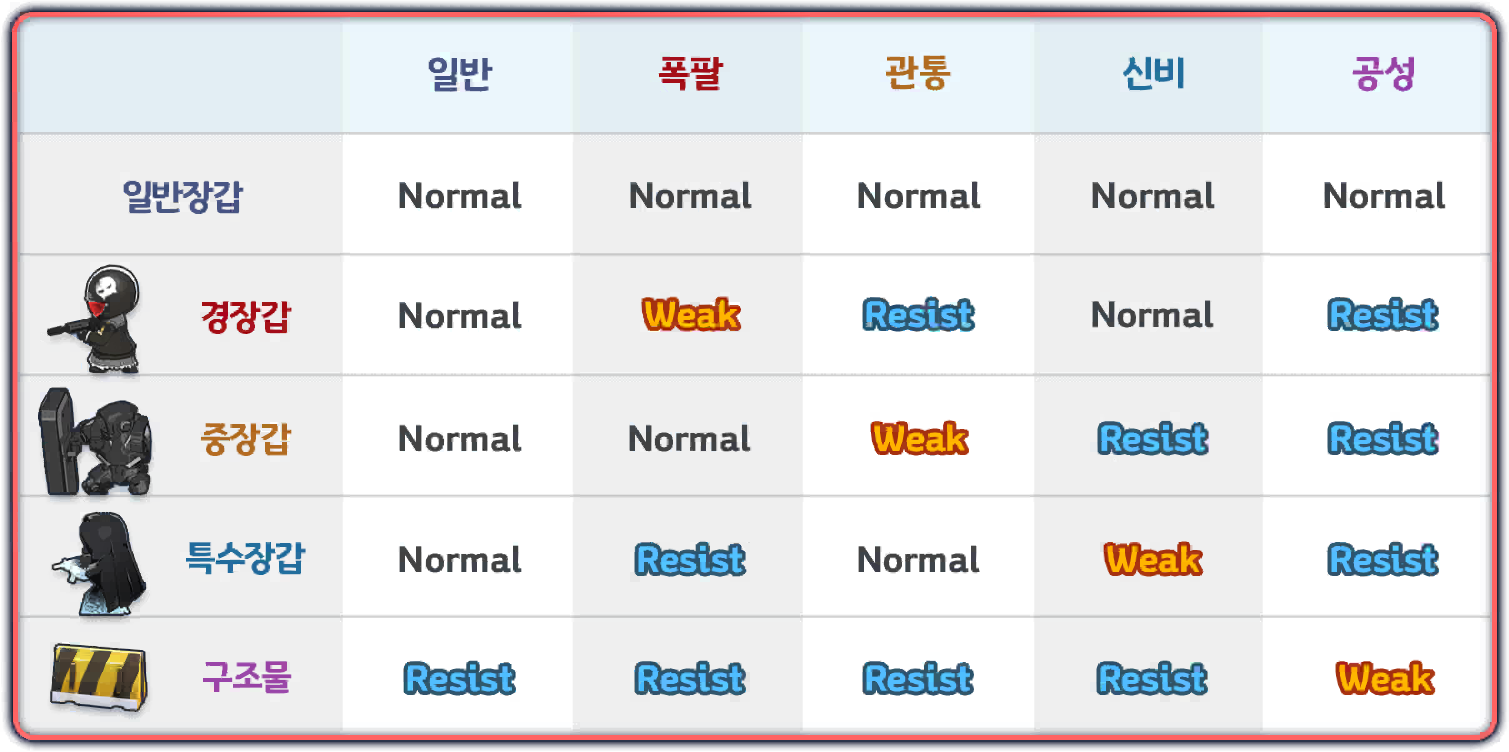 일반 폭팔 관통 신비 공성
일반장갑 Normal Normal Normal Normal Normal
경장갑 Normal Weak Resist Normal Resist
중장갑 Normal Normal Weak Resist Resist
특수장갑 Normal Resist Normal Weak Resist
구조물 Resist Resist Resist Resist Weak